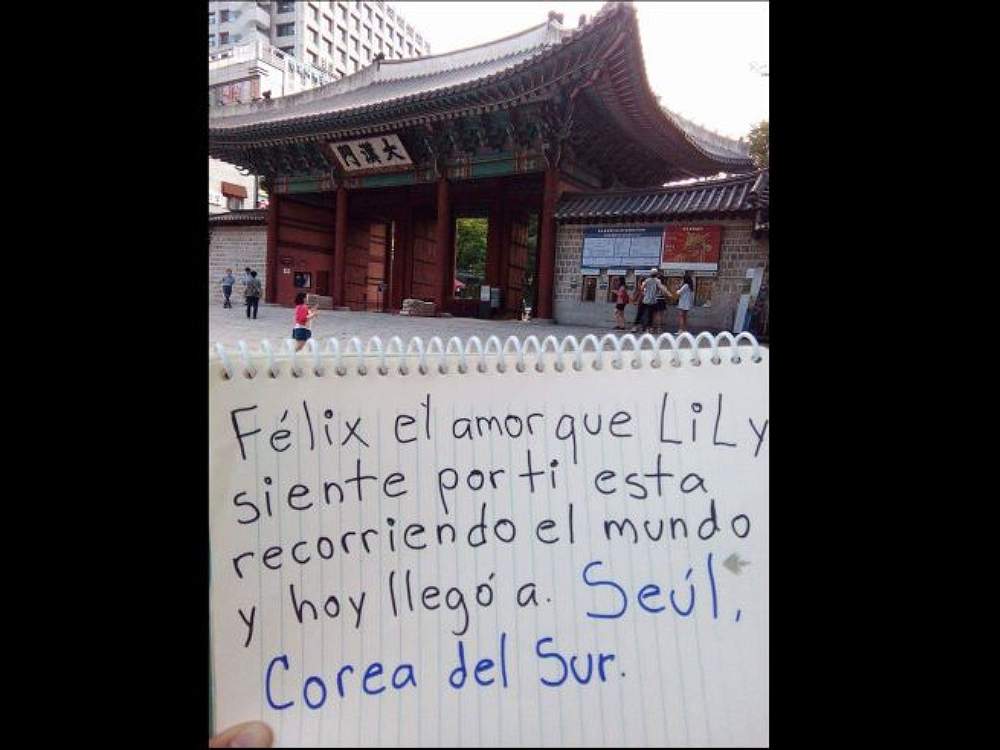 門漢大
Félix el amor que LiLy
siente por ti esta
recorriendo el mundo
y hoy llegó a. Seúl,
Corea del Sur.